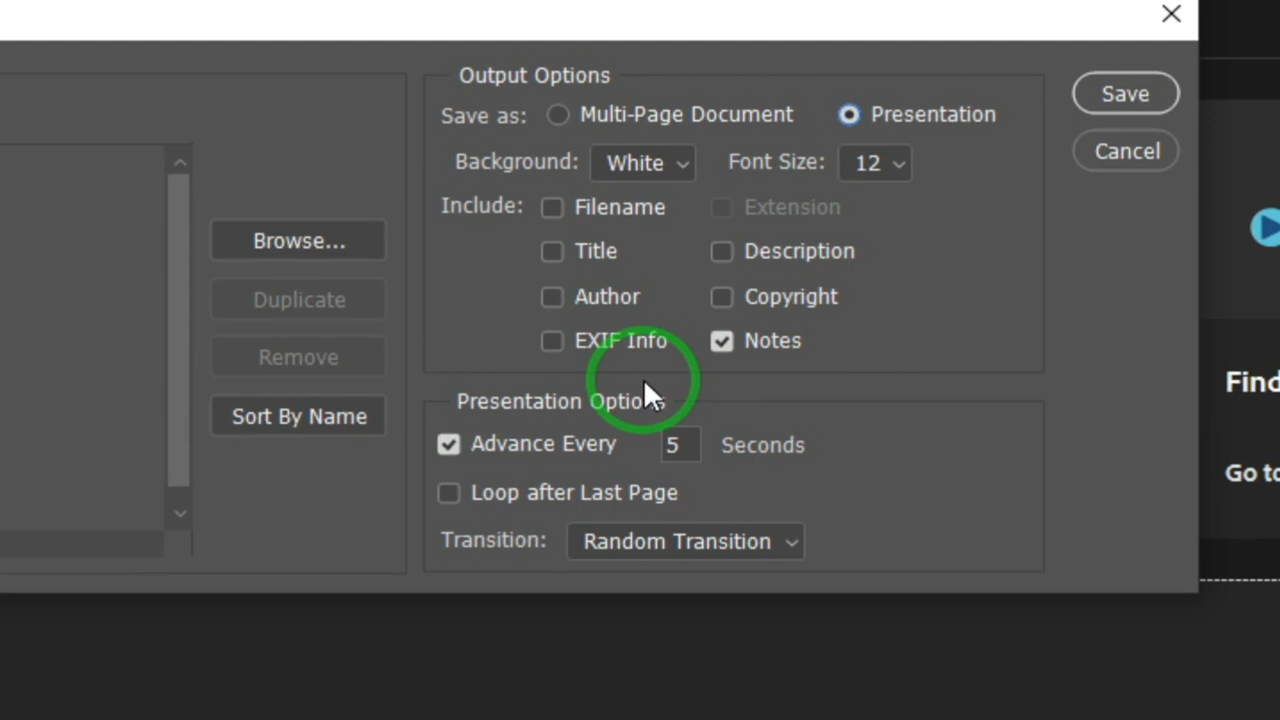 Output Options
Save as: Multi-Page Document Presentation
Background: White Font Size: 12
Include: Filename Extension
Title Description
Author Copyright
EXIF Info Notes
Browse...
Duplicate
Remove
Sort By Name
Presentation Options
Advance Every 5 Seconds
Loop after Last Page
Transition: Random Transition
Save
Cancel
Find
Go to